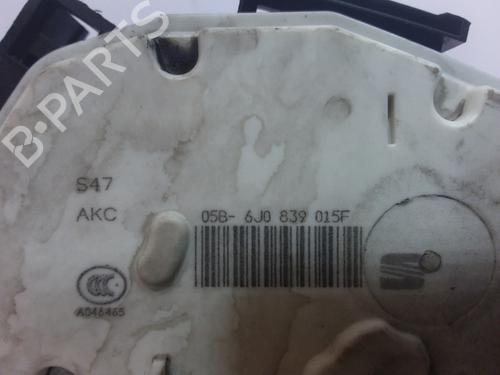 B-PARTS
S47
AKC
05B- 6J0 839 015F
CCC
A046465